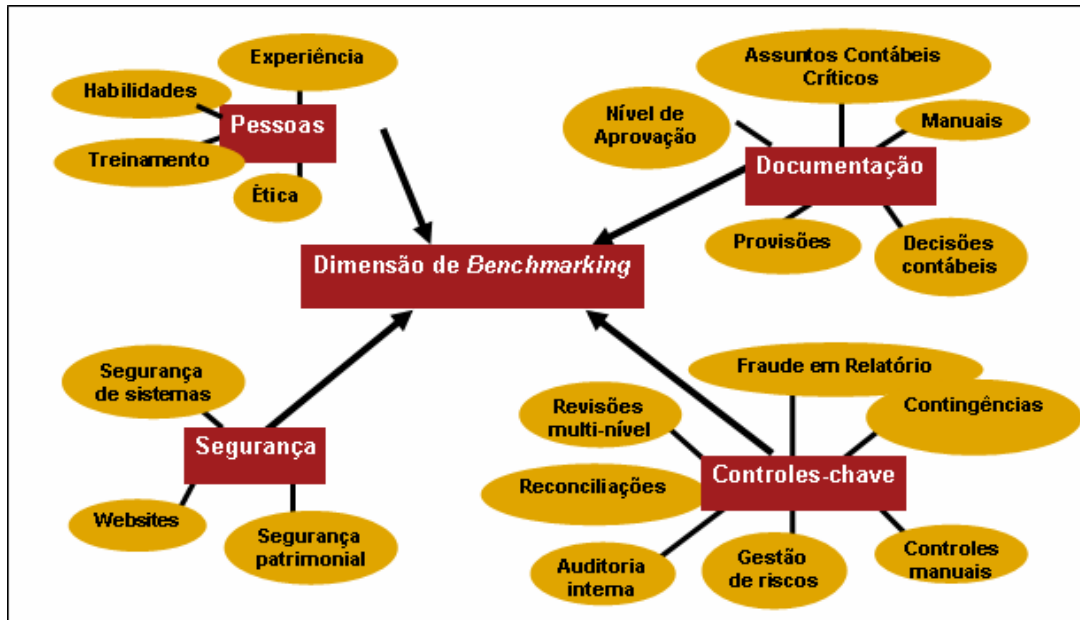 Experiência
Habilidades
Pessoas
Treinamento
Ética
Assuntos Contábeis
Críticos
Nível de
Aprovação
Manuais
Documentação
Provisões
Decisões
contábeis
Dimensão de Benchmarking
Segurança
de sistemas
Segurança
Websites
Segurança
patrimonial
Fraude em Relatório
Revisões
multi-nível
Contingências
Controles-chave
Reconciliações
Auditoria
interna
Gestão
de riscos
Controles
manuais